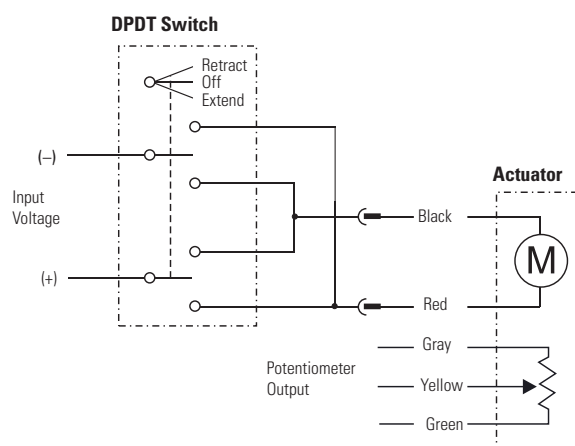 DPDT Switch
Retract
Off
Extend
(–)
Input
Voltage
(+)
Actuator
Black
M
Red
Gray
Potentiometer
Output
Yellow
Green